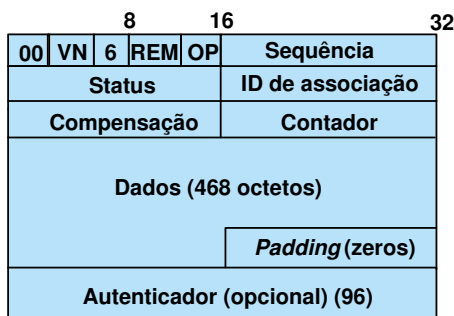 8 16 32
00 VN 6 REM OP Sequência
Status ID de associação
Compensação Contador
Dados (468 octetos)
Padding (zeros)
Autenticador (opcional) (96)